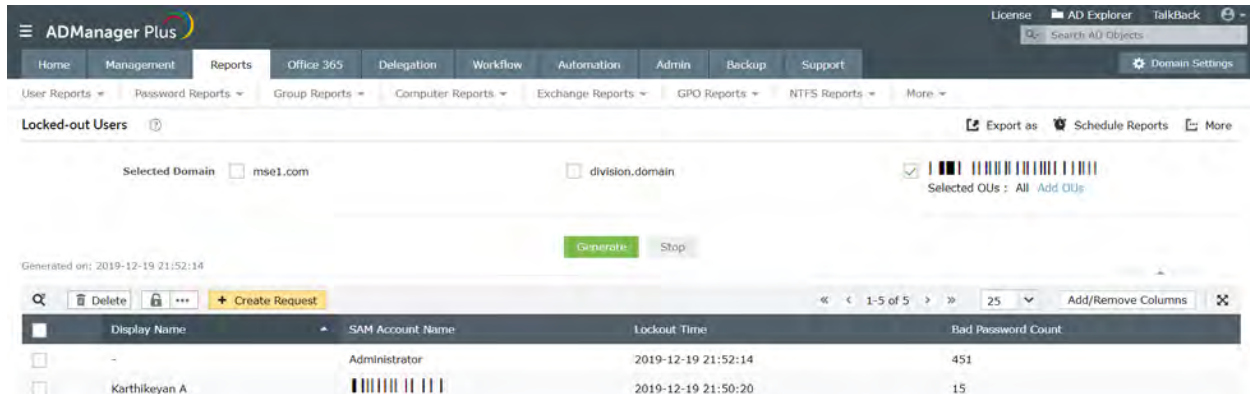 License AD Explorer TalkBack
ADManager Plus
Search AD Objects
Home Management Reports Office 365 Delegation Workflow Automation Admin Backup Support Domain Settings
User Reports Password Reports Group Reports Computer Reports Exchange Reports GPO Reports NTFS Reports More
Locked-out Users Export as Schedule Reports More
Selected Domain mse1.com division.domain
Selected OUs : All Add OUs
Generate Stop
Generated on: 2019-12-19 21:52:14
Delete + Create Request « < 1-5 of 5 > » 25 Add/Remove Columns
Display Name SAM Account Name Lockout Time Bad Password Count
- Administrator 2019-12-19 21:52:14 451
Karthikeyan A 2019-12-19 21:50:20 15